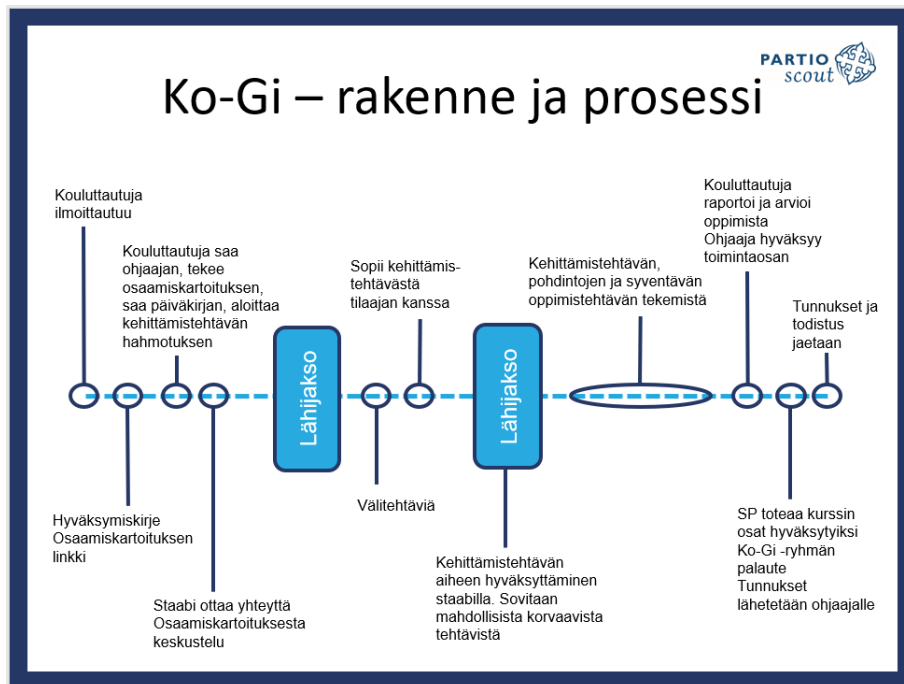 PARTIO
scout
Ko-Gi – rakenne ja prosessi
Kouluttautuja
ilmoittautuu
Kouluttautuja saa
ohjaajan, tekee
osaamiskartoituksen,
saa päiväkirjan, aloittaa
kehittämistehtävän
hahmotuksen
Sopii kehittämis-
tehtävästä
tilaajan kanssa
Kehittämistehtävän,
pohdintojen ja syventävän
oppimistehtävän tekemistä
Kouluttautuja
raportoi ja arvioi
oppimista
Ohjaaja hyväksyy
toimintaosan
Tunnukset ja
todistus
jaetaan
Lähijakso
Lähijakso
Hyväksymiskirje
Osaamiskartoituksen
linkki
Staabi ottaa yhteyttä
Osaamiskartoituksesta
keskustelu
Välitehtäviä
Kehittämistehtävän
aiheen hyväksyttäminen
staabilla. Sovitaan
mahdollisista korvaavista
tehtävistä
SP toteaa kurssin
osat hyväksytyiksi
Ko-Gi -ryhmän
palaute
Tunnukset
lähetetään ohjaajalle